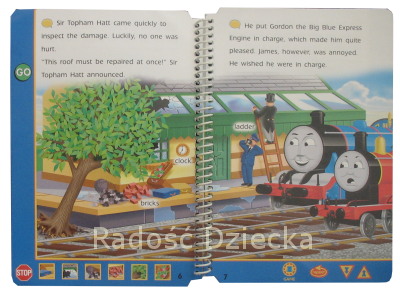 Sir Topham Hatt came quickly to
inspect the damage. Luckily, no one was
hurt.
"This roof must be repaired at once!" Sir
Topham Hatt announced.
He put Gordon the Big Blue Express
Engine in charge, which made him quite
pleased. James, however, was annoyed.
He wished he were in charge.
GO
ladder
clock
bricks
Radość Dziecka
STOP
6
7